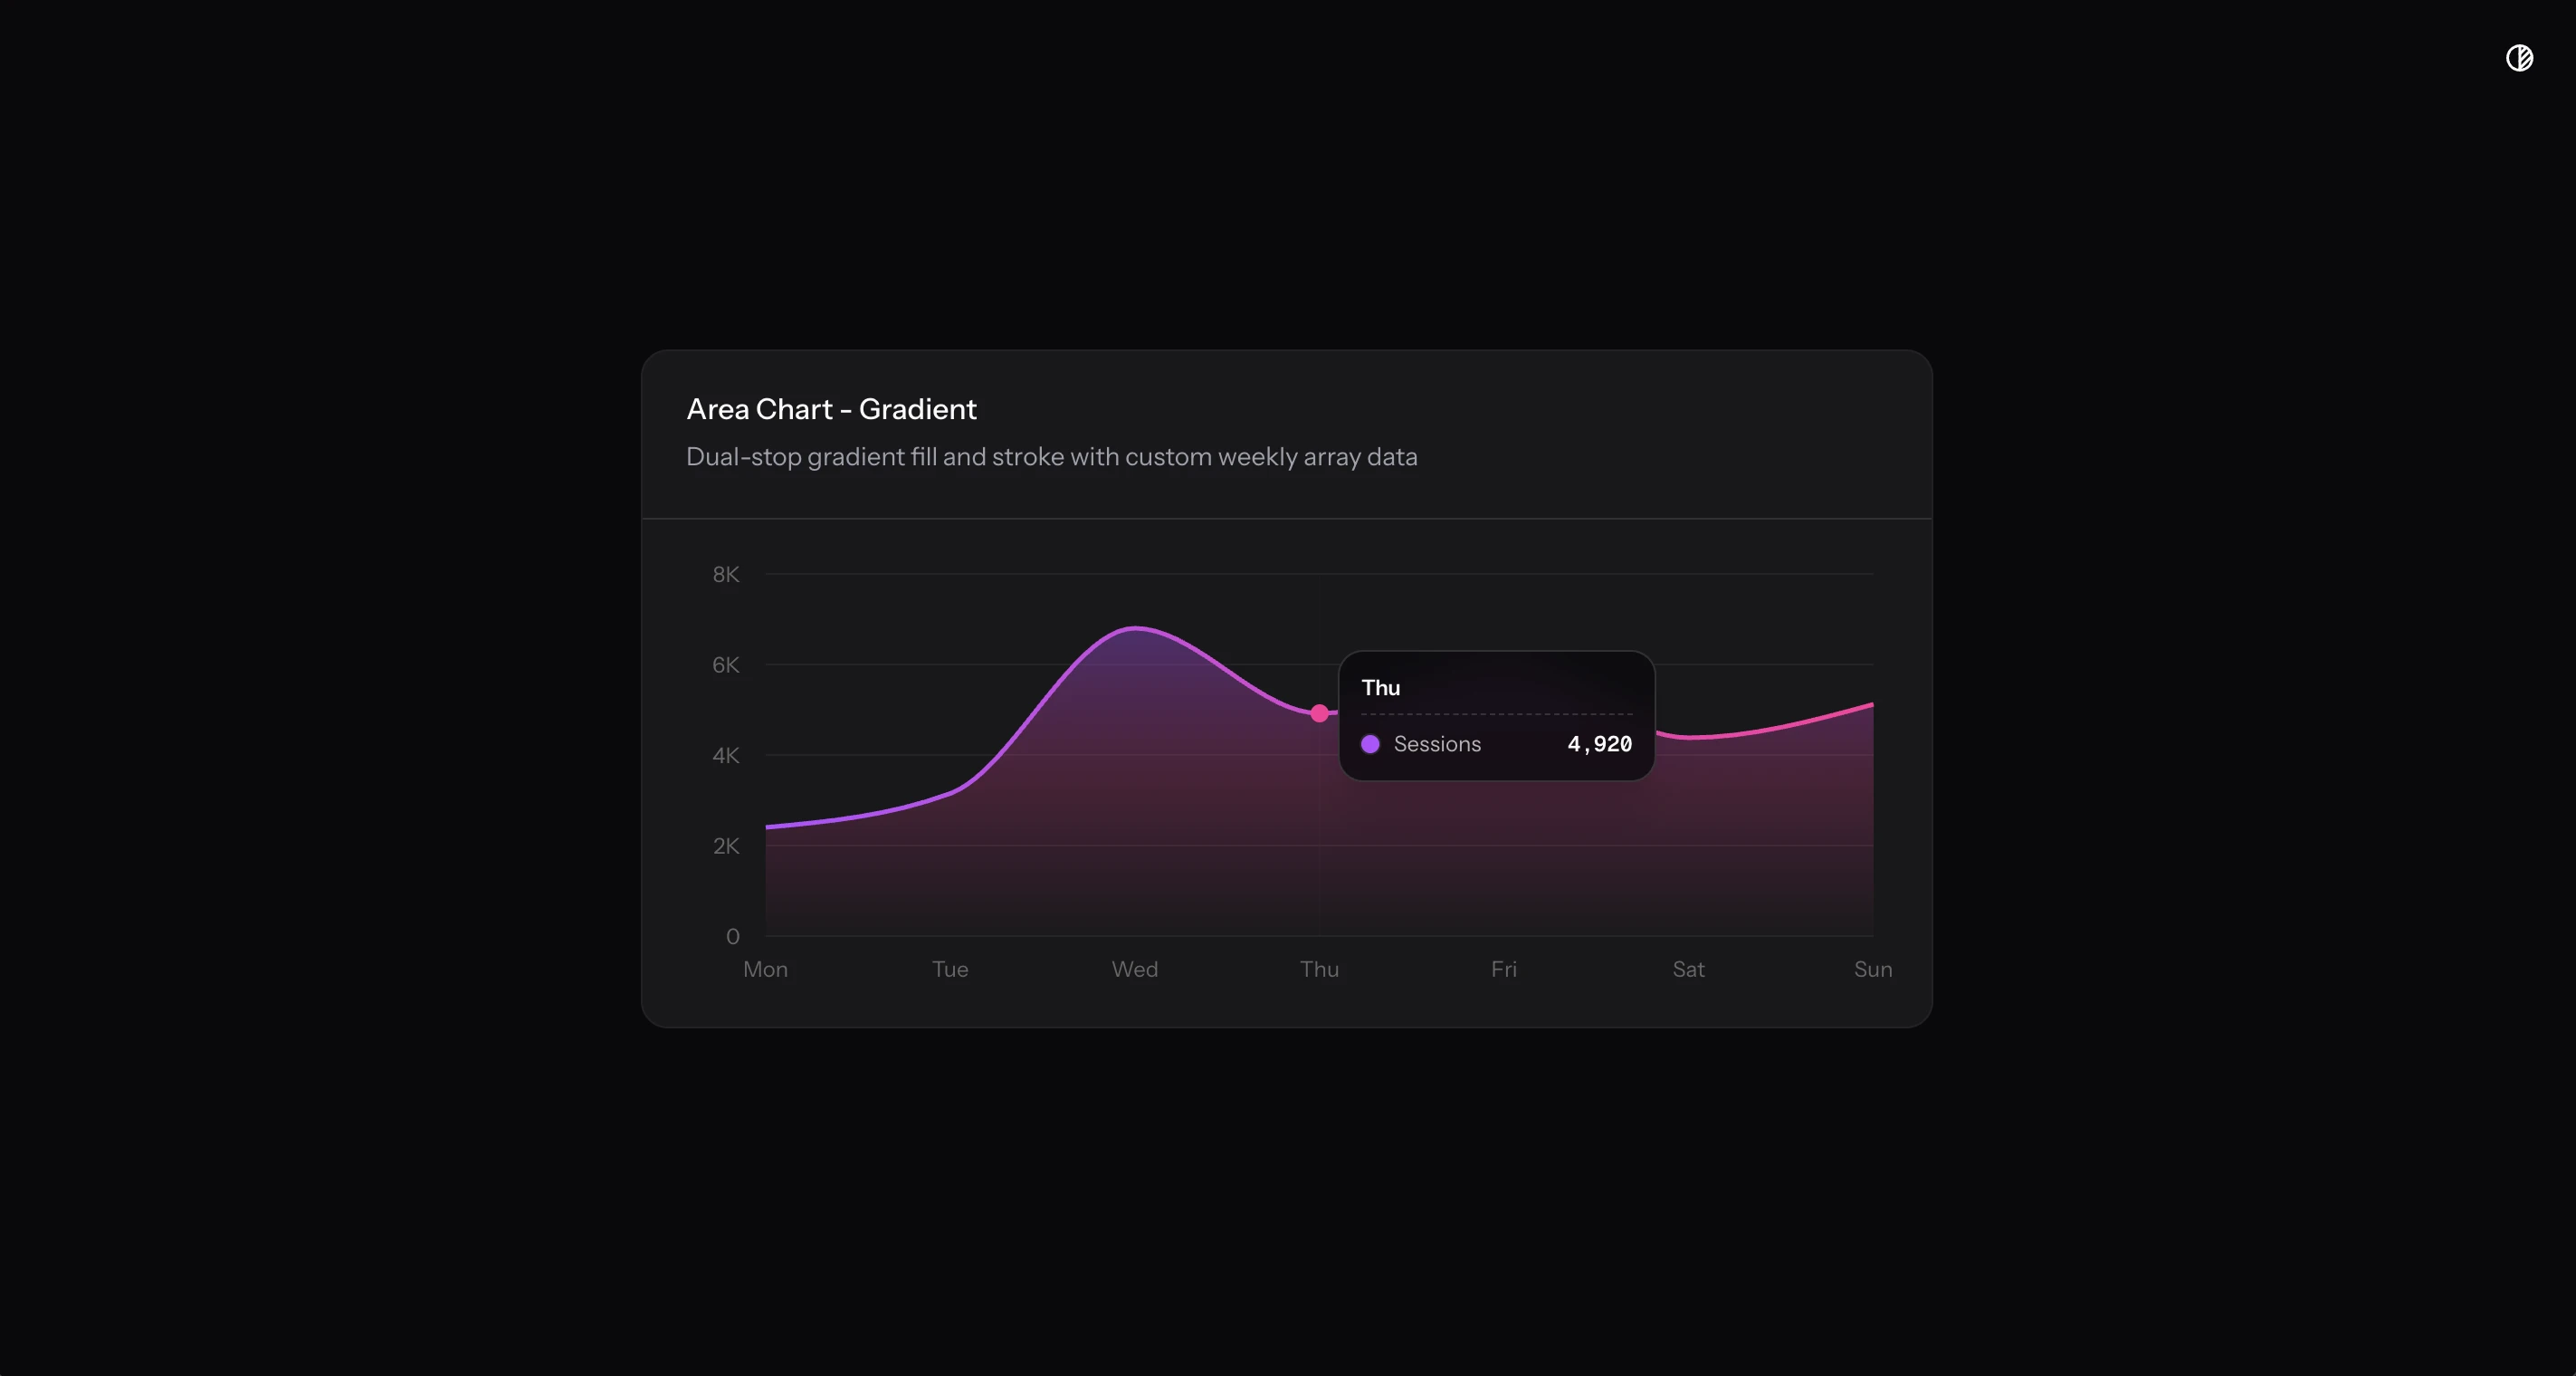 Area Chart - Gradient
Dual-stop gradient fill and stroke with custom weekly array data
8K
6K
4K
2K
0
Thu
Sessions 4,920
Mon Tue Wed Thu Fri Sat Sun